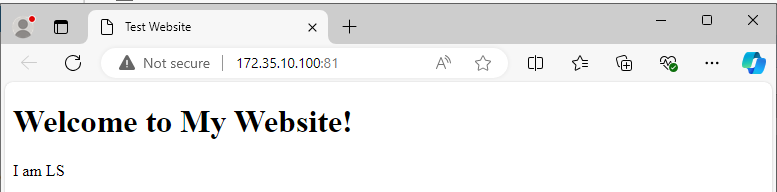 Test Website
Not secure 172.35.10.100:81
Welcome to My Website!
I am LS